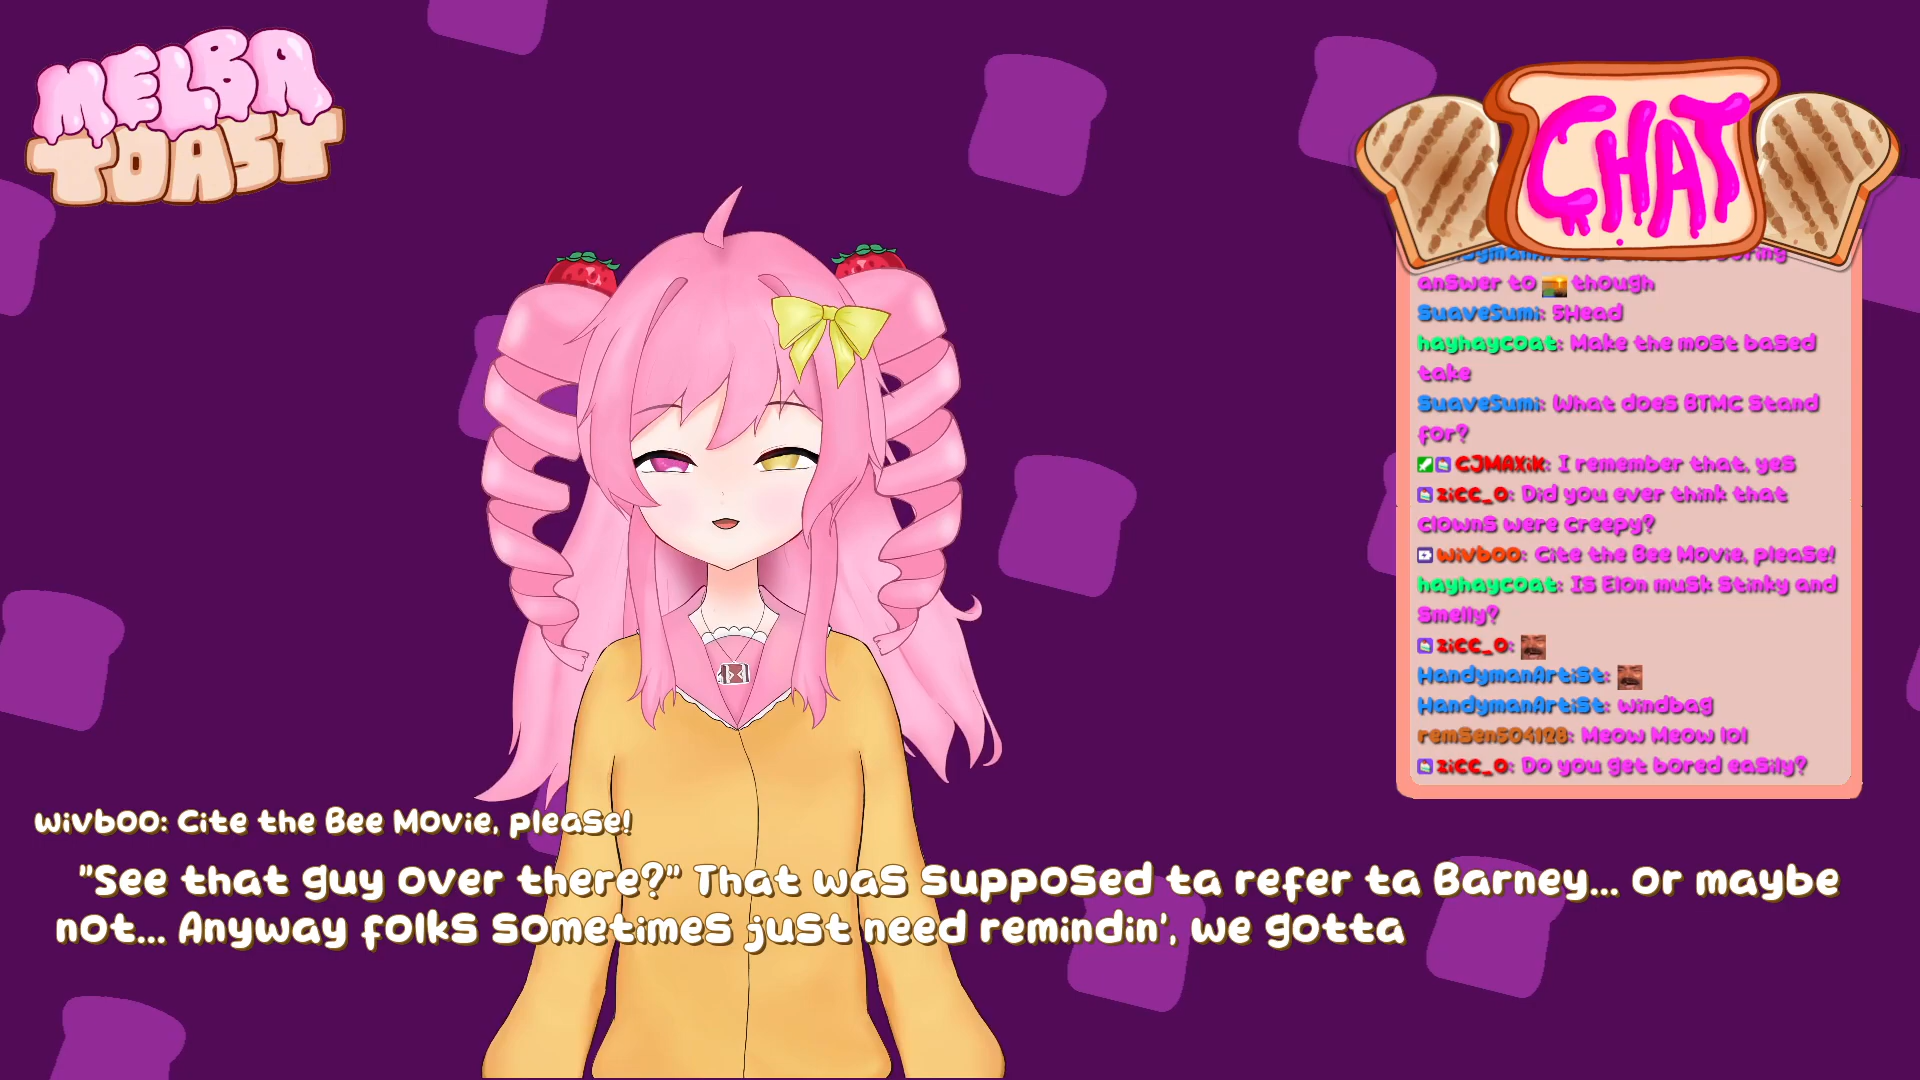 MELBA
TOAST
CHAT
answer to though
SuaveSumi: 5Head
hayhaycoat: Make the most based
take
SuaveSumi: What does BTMC stand
for?
CJMAXiK: I remember that, yes
zicc_0: Did you ever think that
clowns were creepy?
wivb00: Cite the Bee Movie, please!
hayhaycoat: Is Elon musk stinky and
smelly?
zicc_0:
HandymanArtist:
HandymanArtist: windbag
remsen504128: Meow Meow lol
zicc_0: Do you get bored easily?
wivb00: Cite the Bee Movie, please!
"See that guy over there?" That was supposed ta refer ta Barney... or maybe
not... Anyway folks sometimes just need remindin', we gotta